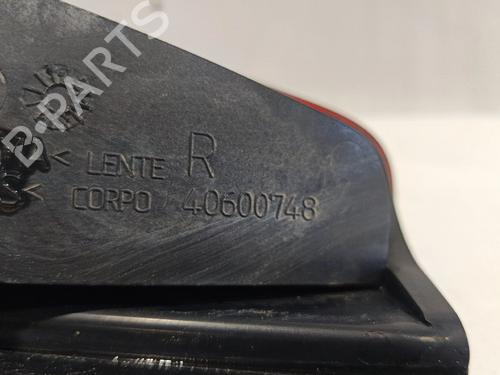 B-PARTS
< LENTE R
< CORPO 40600748